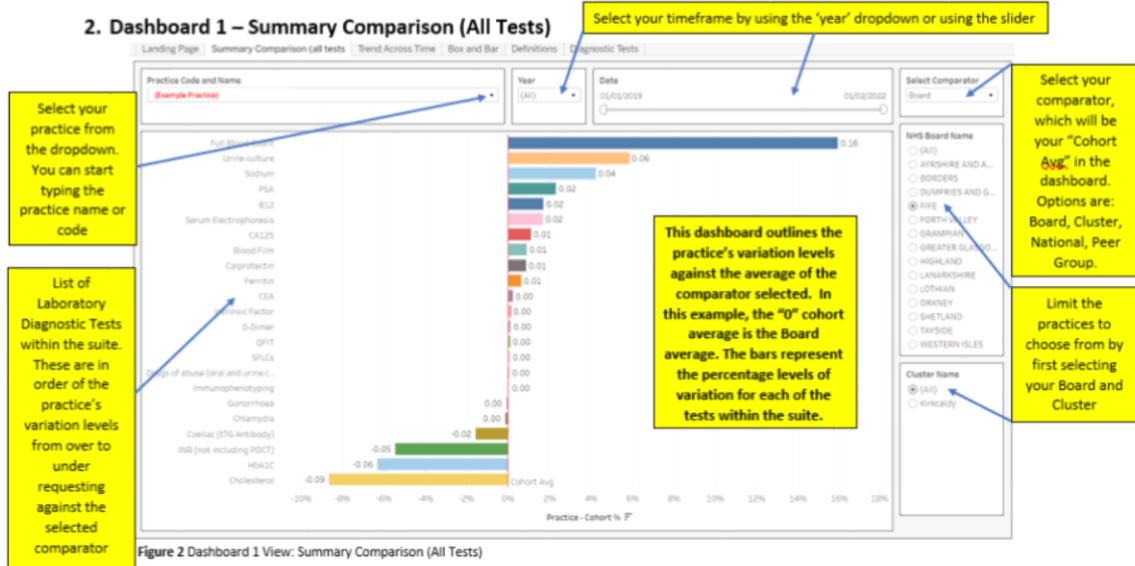 2. Dashboard 1 – Summary Comparison (All Tests)
Select your timeframe by using the ‘year’ dropdown or using the slider
Landing Page
Summary Comparison (all tests
Trend Across Time
Box and Bar
Definitions
Diagnostic Tests
Practice Code and Name
(Example Practice)
Year
(All)
Date
01/01/2019
01/02/2022
Select Comparator
Board
Select your
practice from
the dropdown.
You can start
typing the
practice name or
code
List of
Laboratory
Diagnostic Tests
within the suite.
These are in
order of the
practice’s
variation levels
from over to
under
requesting
against the
selected
comparator
Full Blood 0.16
Urine culture 0.06
Sodium 0.04
PSA 0.02
B12 0.02
Serum Electrophoresis 0.02
CA125 0.01
Blood Film 0.01
Calprotectin 0.01
Ferritin 0.01
CEA 0.00
Intrinsic Factor 0.00
D-Dimer 0.00
QFIT 0.00
SFLCs 0.00
Drugs of abuse (oral and urine c... 0.00
Immunophenotyping 0.00
Gonorrhoea 0.00
Chlamydia 0.00
Coeliac (tTG Antibody) -0.02
INR (not including POCT) -0.05
HbA1C -0.06
Cholesterol -0.09
Cohort Avg
-10% -8% -6% -4% -2% 0% 2% 4% 6% 8% 10% 12% 14% 16% 18%
Practice - Cohort %
This dashboard outlines the
practice’s variation levels
against the average of the
comparator selected. In
this example, the “0” cohort
average is the Board
average. The bars represent
the percentage levels of
variation for each of the
tests within the suite.
NHS Board Name
(All)
AYRSHIRE AND A...
BORDERS
DUMFRIES AND G...
FIFE
FORTH VALLEY
GRAMPIAN
GREATER GLASGO...
HIGHLAND
LANARKSHIRE
LOTHIAN
ORKNEY
SHETLAND
TAYSIDE
WESTERN ISLES
Cluster Name
(All)
Kirkcaldy
Select your
comparator,
which will be
your “Cohort
Avg” in the
dashboard.
Options are:
Board, Cluster,
National, Peer
Group.
Limit the
practices to
choose from by
first selecting
your Board and
Cluster
Figure 2 Dashboard 1 View: Summary Comparison (All Tests)